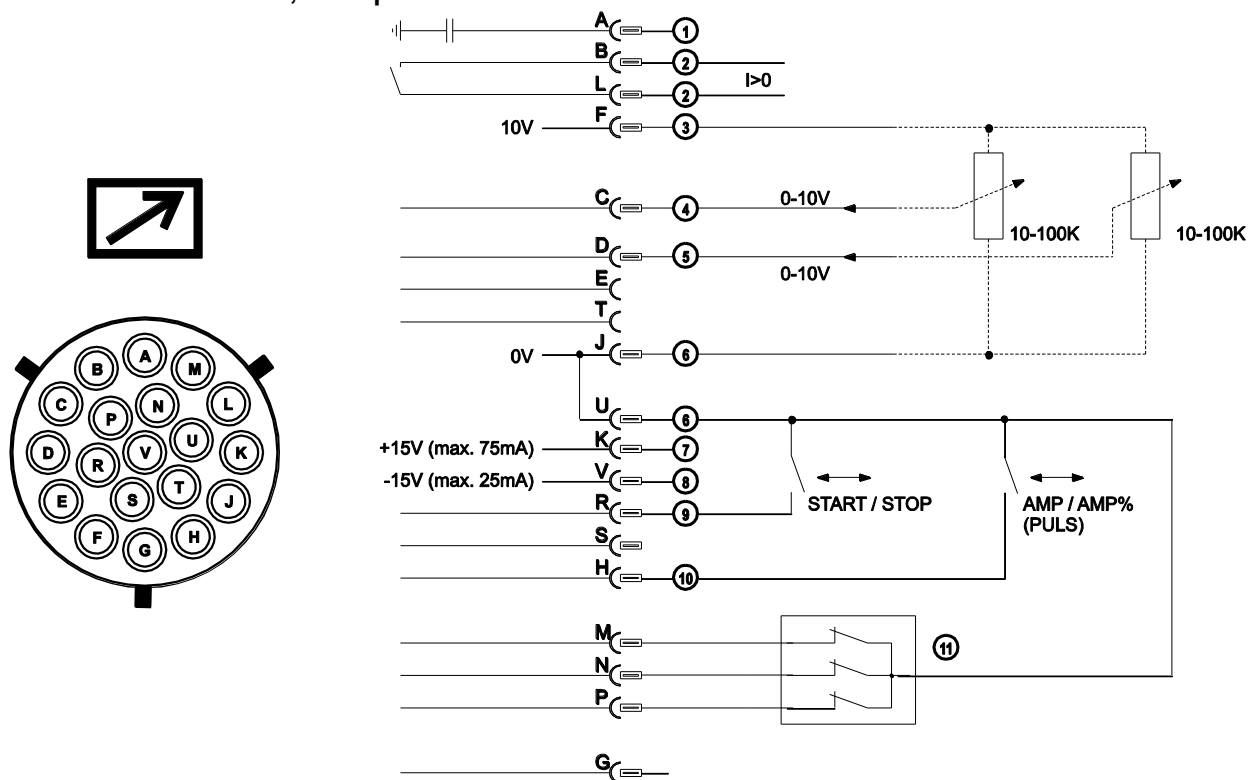 A 1
B 2
L 2 I>0
10V F 3
C 4 0-10V
10-100K 10-100K
D 5
0-10V
E
T
0V J 6
U 6
+15V (max. 75mA) K 7
-15V (max. 25mA) V 8
R 9
START / STOP AMP / AMP%
(PULS)
S
H 10
M 11
N
P
G
A
B M
C N L
P
U
D V K
R
T
E S J
F H
G